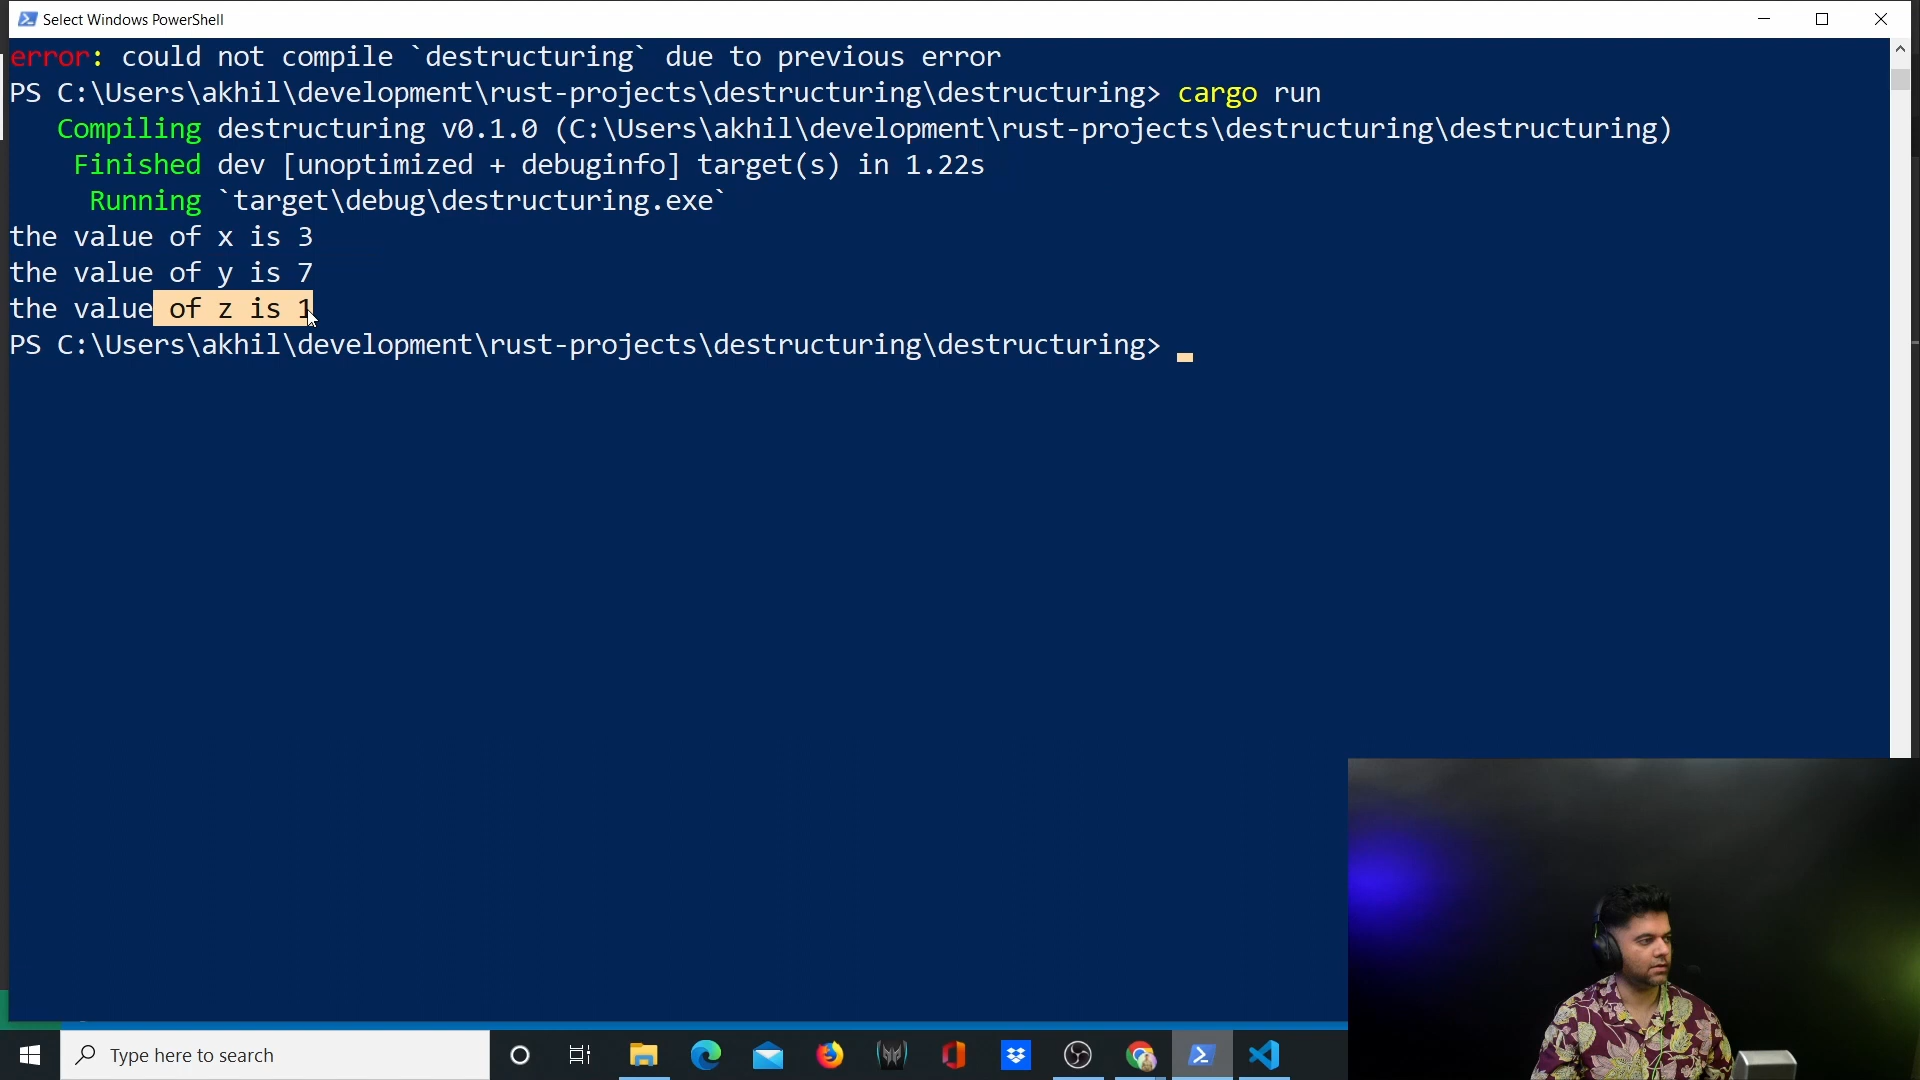 Select Windows PowerShell
error: could not compile `destructuring` due to previous error
PS C:\Users\akhil\development\rust-projects\destructuring\destructuring> cargo run
Compiling destructuring v0.1.0 (C:\Users\akhil\development\rust-projects\destructuring\destructuring)
Finished dev [unoptimized + debuginfo] target(s) in 1.22s
Running `target\debug\destructuring.exe`
the value of x is 3
the value of y is 7
the value of z is 1
PS C:\Users\akhil\development\rust-projects\destructuring\destructuring>
Type here to search